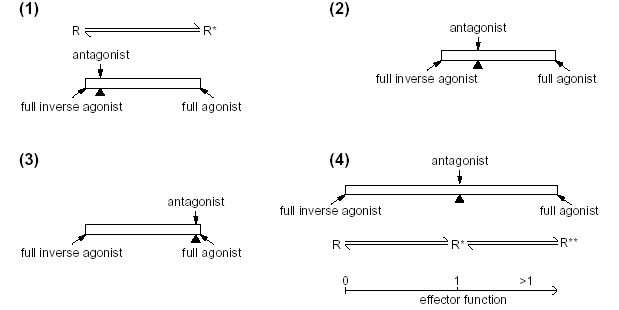 (1)
R R*
antagonist
full inverse agonist full agonist
(2)
antagonist
full inverse agonist full agonist
(3)
antagonist
full inverse agonist full agonist
(4)
antagonist
full inverse agonist full agonist
R R* R**
0 1 >1
effector function